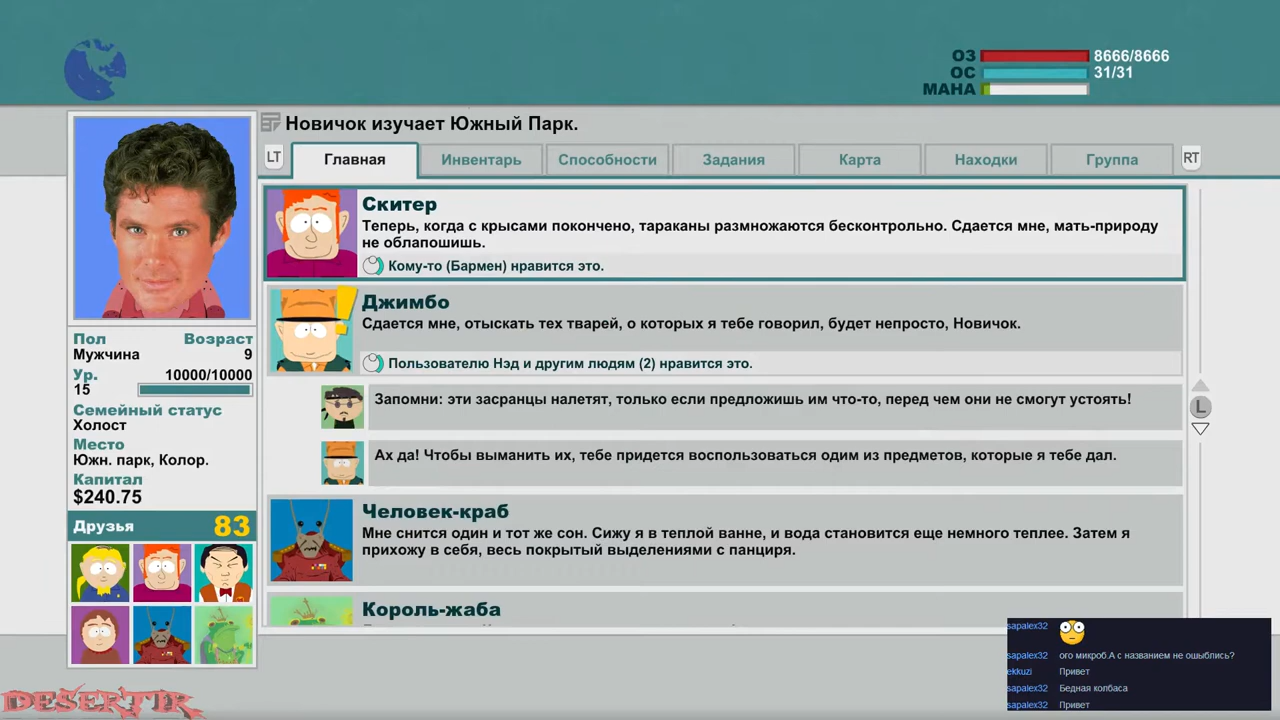 ОЗ 8666/8666
ОС 31/31
МАНА
Новичок изучает Южный Парк.
LT Главная Инвентарь Способности Задания Карта Находки Группа RT
Скитер
Теперь, когда с крысами покончено, тараканы размножаются бесконтрольно. Сдается мне, мать-природу
не облапошишь.
Кому-то (Бармен) нравится это.
Джимбо
Сдается мне, отыскать тех тварей, о которых я тебе говорил, будет непросто, Новичок.
Пользователю Нэд и другим людям (2) нравится это.
Запомни: эти засранцы налетят, только если предложишь им что-то, перед чем они не смогут устоять!
Ах да! Чтобы выманить их, тебе придется воспользоваться одним из предметов, которые я тебе дал.
Человек-краб
Мне снится один и тот же сон. Сижу я в теплой ванне, и вода становится еще немного теплее. Затем я
прихожу в себя, весь покрытый выделениями с панциря.
Король-жаба
L
Пол Возраст
Мужчина 9
Ур. 10000/10000
15
Семейный статус
Холост
Место
Южн. парк, Колор.
Капитал
$240.75
Друзья 83
sapalex32
sapalex32 ого микроб.А с названием не ошыблись?
ekkuzi Привет
sapalex32 Бедная колбаса
sapalex32 Привет
DESERTIR